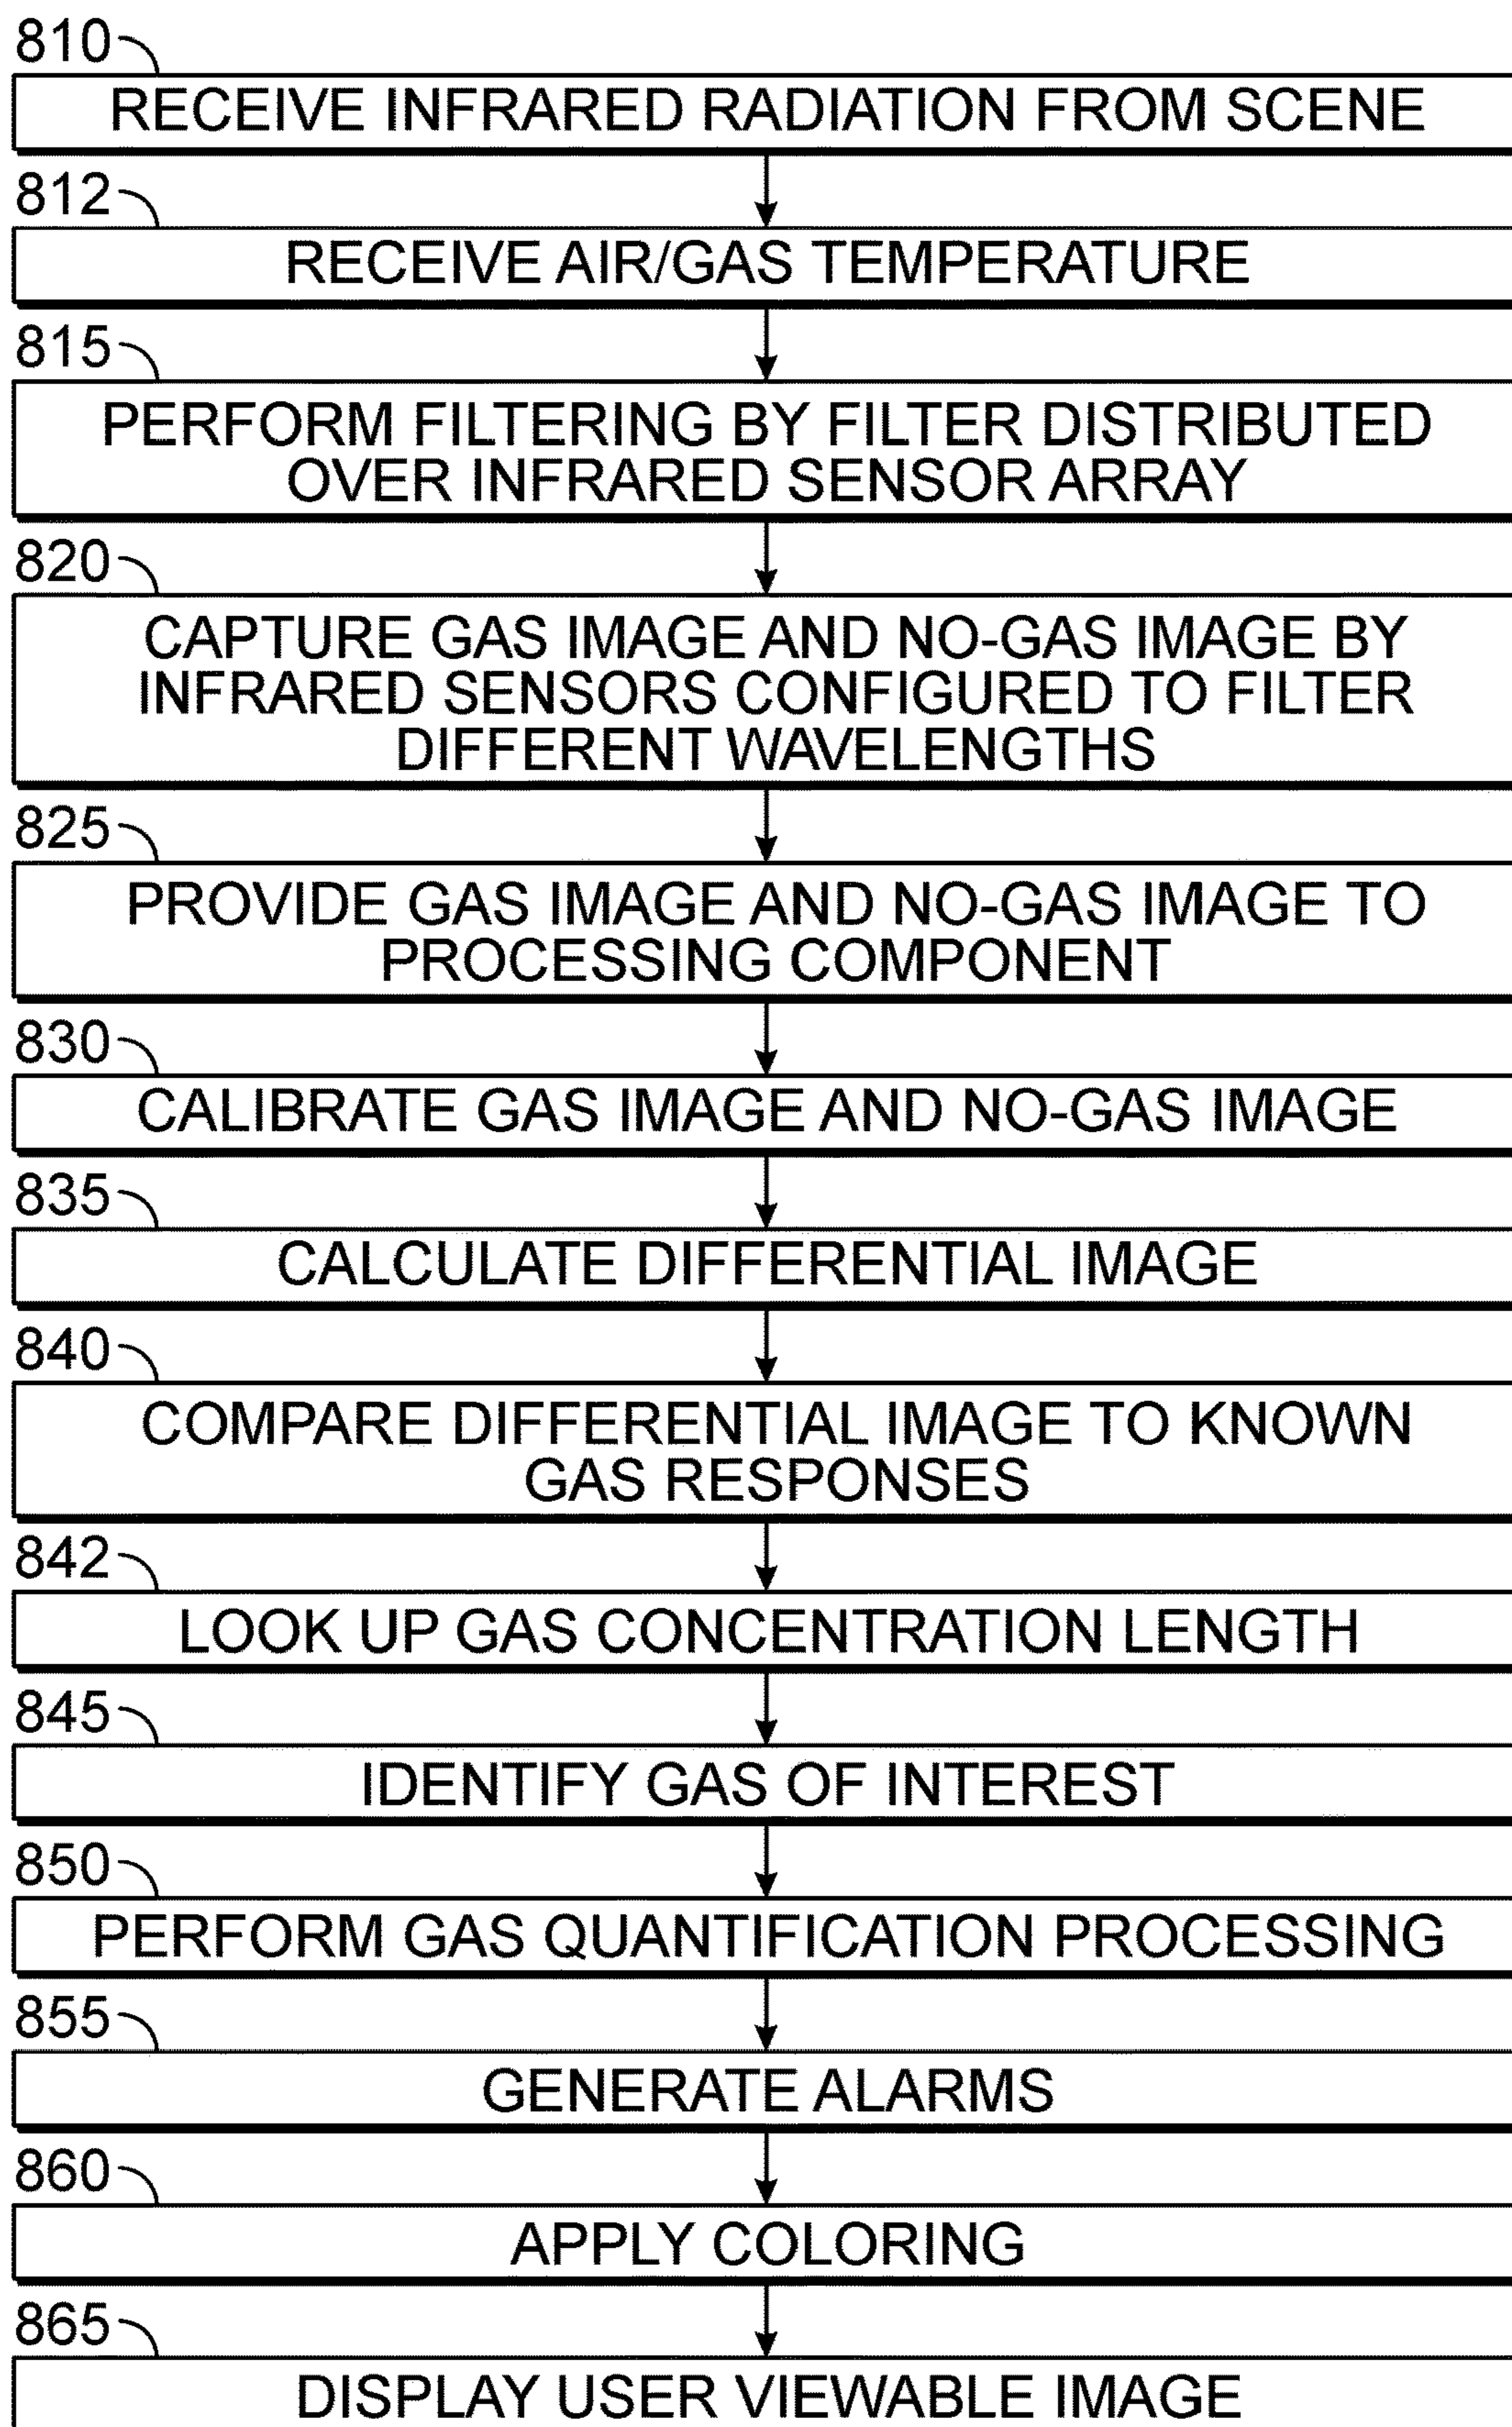 810
RECEIVE INFRARED RADIATION FROM SCENE
812
RECEIVE AIR/GAS TEMPERATURE
815
PERFORM FILTERING BY FILTER DISTRIBUTED
OVER INFRARED SENSOR ARRAY
820
CAPTURE GAS IMAGE AND NO-GAS IMAGE BY
INFRARED SENSORS CONFIGURED TO FILTER
DIFFERENT WAVELENGTHS
825
PROVIDE GAS IMAGE AND NO-GAS IMAGE TO
PROCESSING COMPONENT
830
CALIBRATE GAS IMAGE AND NO-GAS IMAGE
835
CALCULATE DIFFERENTIAL IMAGE
840
COMPARE DIFFERENTIAL IMAGE TO KNOWN
GAS RESPONSES
842
LOOK UP GAS CONCENTRATION LENGTH
845
IDENTIFY GAS OF INTEREST
850
PERFORM GAS QUANTIFICATION PROCESSING
855
GENERATE ALARMS
860
APPLY COLORING
865
DISPLAY USER VIEWABLE IMAGE